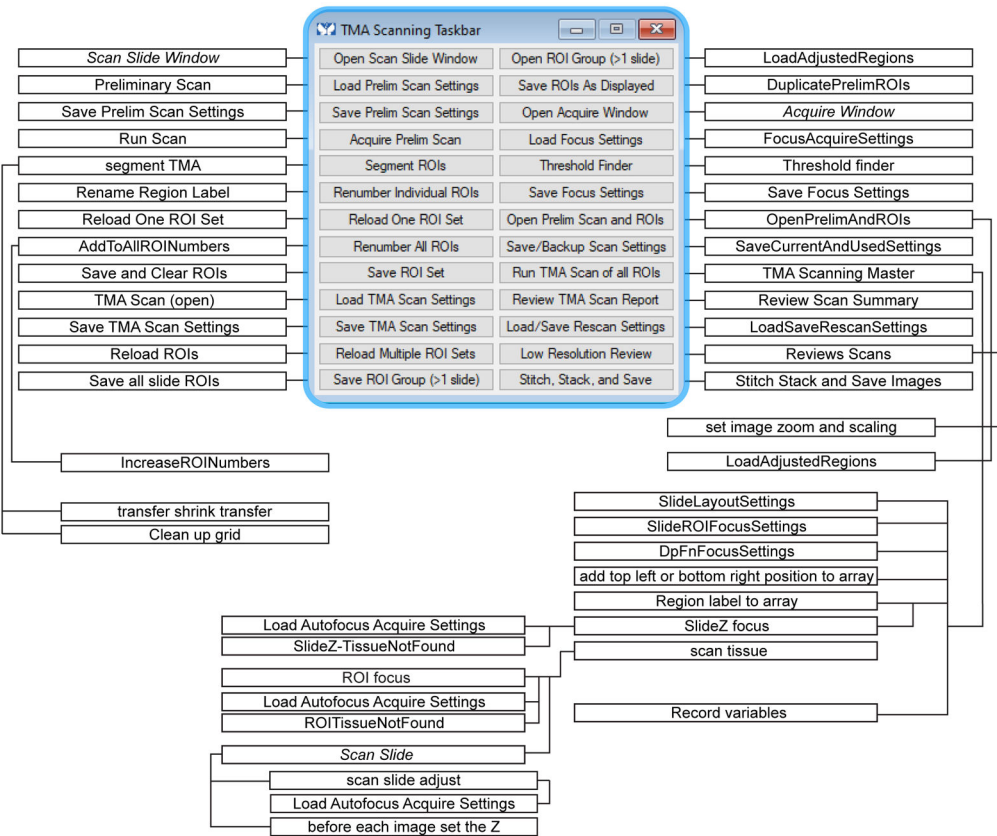 TMA Scanning Taskbar
Scan Slide Window
Open Scan Slide Window
Open ROI Group (>1 slide)
LoadAdjustedRegions
Preliminary Scan
Load Prelim Scan Settings
Save ROIs As Displayed
DuplicatePrelimROIs
Save Prelim Scan Settings
Save Prelim Scan Settings
Open Acquire Window
Acquire Window
Run Scan
Acquire Prelim Scan
Load Focus Settings
FocusAcquireSettings
segment TMA
Segment ROIs
Threshold Finder
Threshold finder
Rename Region Label
Renumber Individual ROIs
Save Focus Settings
Save Focus Settings
Reload One ROI Set
Reload One ROI Set
Open Prelim Scan and ROIs
OpenPrelimAndROIs
AddToAllROINumbers
Renumber All ROIs
Save/Backup Scan Settings
SaveCurrentAndUsedSettings
Save and Clear ROIs
Save ROI Set
Run TMA Scan of all ROIs
TMA Scanning Master
TMA Scan (open)
Load TMA Scan Settings
Review TMA Scan Report
Review Scan Summary
Save TMA Scan Settings
Save TMA Scan Settings
Load/Save Rescan Settings
LoadSaveRescanSettings
Reload ROIs
Reload Multiple ROI Sets
Low Resolution Review
Reviews Scans
Save all slide ROIs
Save ROI Group (>1 slide)
Stitch, Stack, and Save
Stitch Stack and Save Images
set image zoom and scaling
IncreaseROINumbers
LoadAdjustedRegions
transfer shrink transfer
Clean up grid
SlideLayoutSettings
SlideROIFocusSettings
DpFnFocusSettings
add top left or bottom right position to array
Region label to array
Load Autofocus Acquire Settings
SlideZ focus
SlideZ-TissueNotFound
scan tissue
ROI focus
Load Autofocus Acquire Settings
ROITissueNotFound
Record variables
Scan Slide
scan slide adjust
Load Autofocus Acquire Settings
before each image set the Z